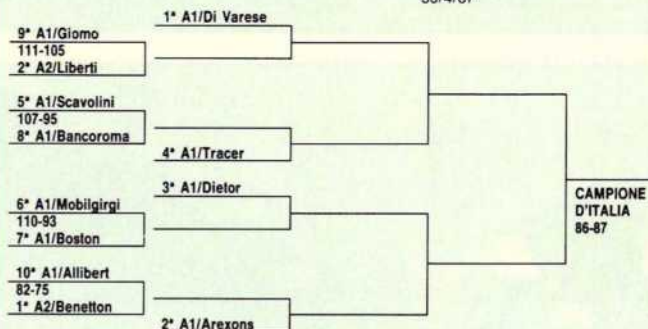 9ª A1/Giomo
111-105
2ª A2/Liberti
5ª A1/Scavolini
107-95
8ª A1/Bancoroma
6ª A1/Mobilgirgi
110-93
7ª A1/Boston
10ª A1/Allibert
82-75
1ª A2/Benetton
1ª A1/Di Varese
4ª A1/Tracer
3ª A1/Dietor
2ª A1/Arexons
CAMPIONE
D'ITALIA
86-87